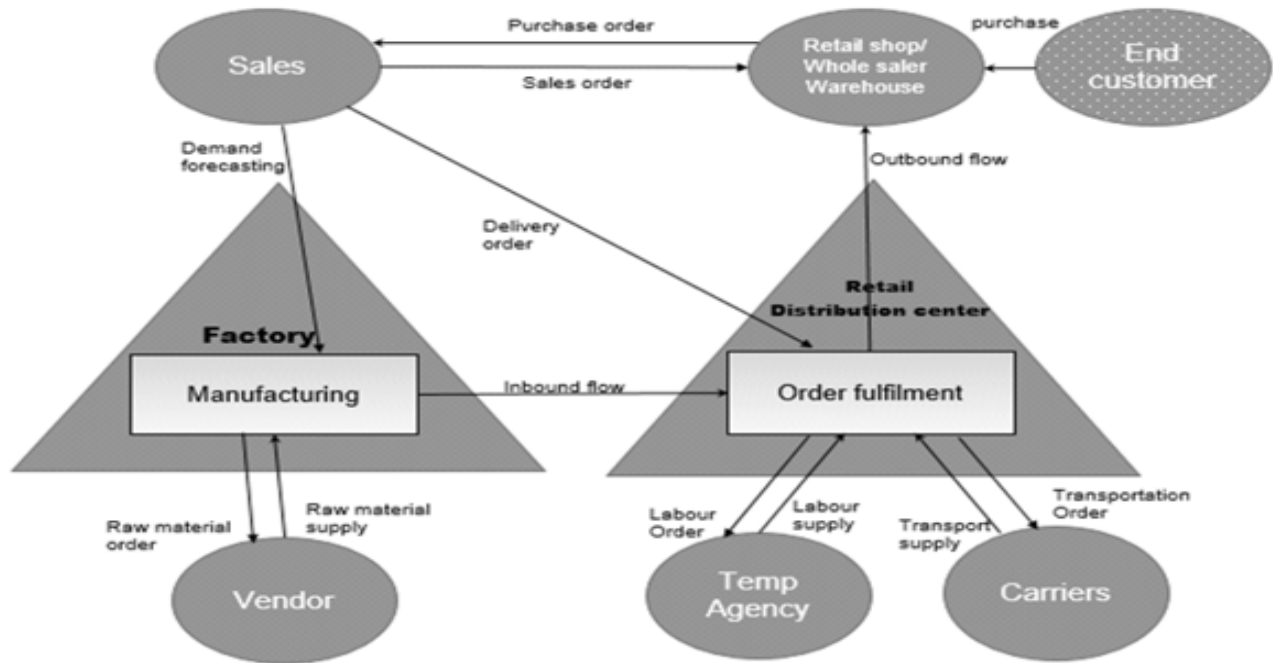 Purchase order
Sales
Sales order
Retail shop/
Whole saler
Warehouse
purchase
End
customer
Demand
forecasting
Outbound flow
Delivery
order
Retail
Distribution center
Factory
Manufacturing
Inbound flow
Order fulfilment
Raw material
order
Raw material
supply
Labour
Order
Labour
supply
Transport
supply
Transportation
Order
Vendor
Temp
Agency
Carriers